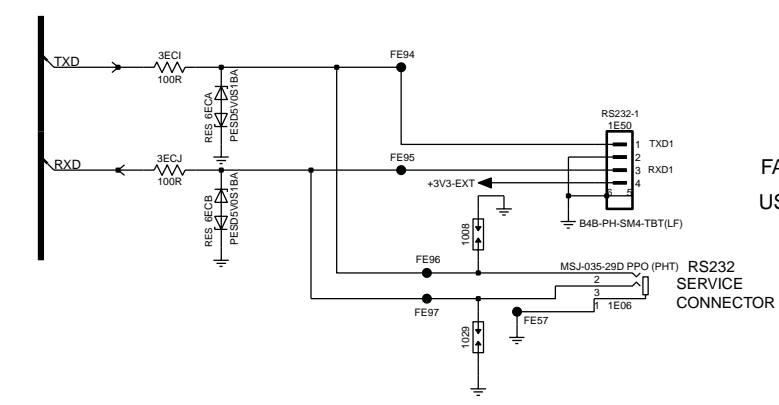 TXD
3ECI
100R
RES 6ECA
PESD5V0S1BA
FE94
RS232-1
1E50
1 TXD1
2
3 RXD1
4
6 5
RXD
3ECJ
100R
RES 6ECB
PESD5V0S1BA
FE95
+3V3-EXT
B4B-PH-SM4-TBT(LF)
FA
US
1008
FE96
FE97
MSJ-035-29D PPO (PHT)
RS232
SERVICE
CONNECTOR
2
3
1 1E06
FE57
1029